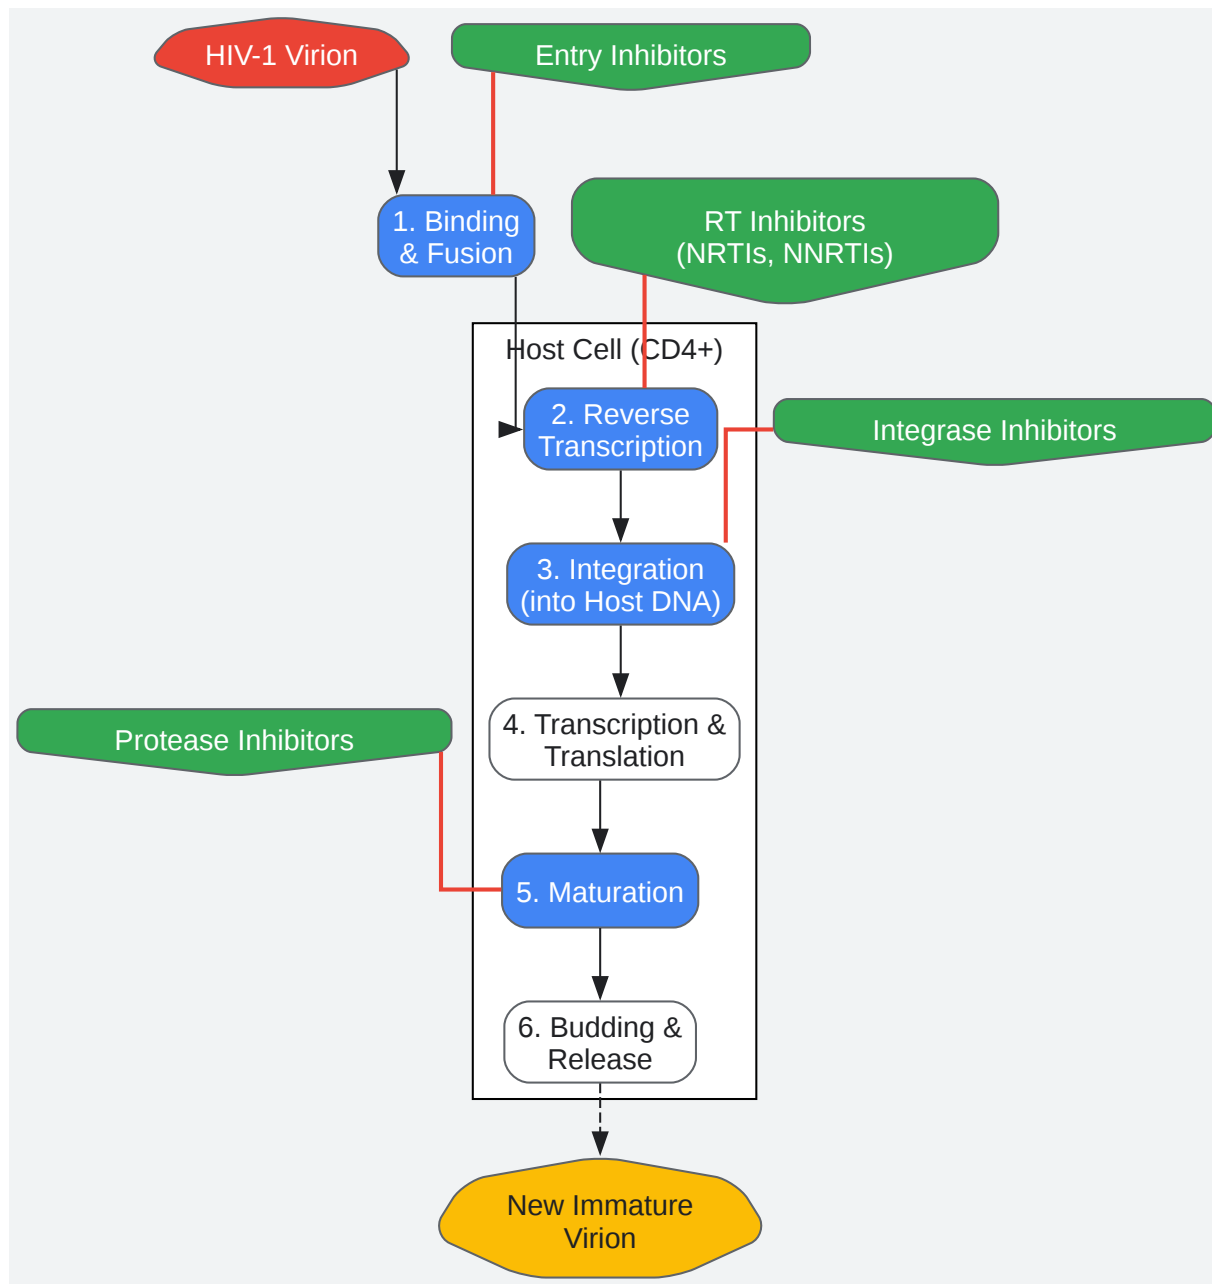 HIV-1 Virion
Entry Inhibitors
1. Binding
& Fusion
RT Inhibitors
(NRTIs, NNRTIs)
Host Cell (CD4+)
2. Reverse
Transcription
Integrase Inhibitors
3. Integration
(into Host DNA)
4. Transcription &
Translation
Protease Inhibitors
5. Maturation
6. Budding &
Release
New Immature
Virion